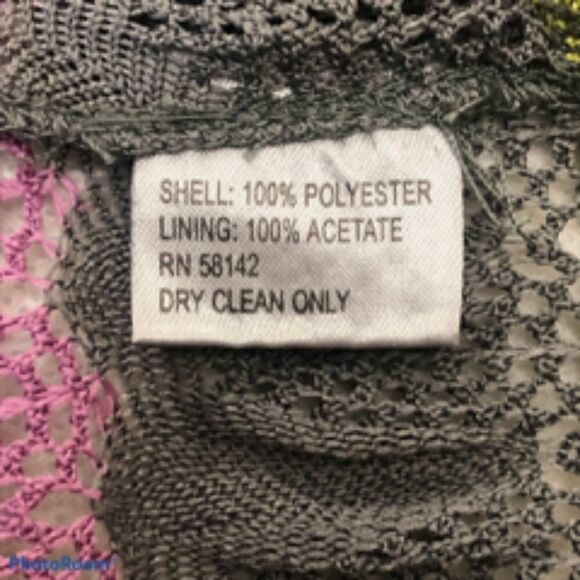 SHELL: 100% POLYESTER
LINING: 100% ACETATE
RN 58142
DRY CLEAN ONLY
PhotoRoom